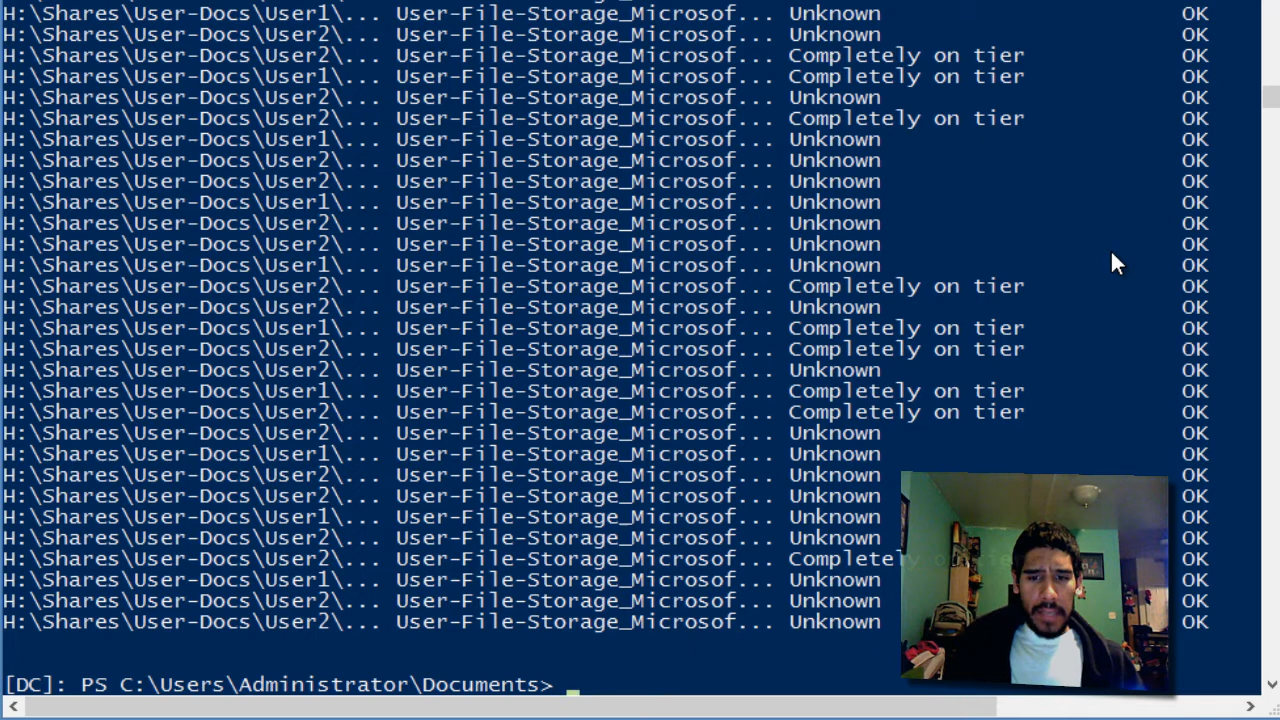 H:\Shares\User-Docs\User1\... User-File-Storage_Microsof... Unknown OK
H:\Shares\User-Docs\User2\... User-File-Storage_Microsof... Unknown OK
H:\Shares\User-Docs\User2\... User-File-Storage_Microsof... Completely on tier OK
H:\Shares\User-Docs\User1\... User-File-Storage_Microsof... Completely on tier OK
H:\Shares\User-Docs\User2\... User-File-Storage_Microsof... Unknown OK
H:\Shares\User-Docs\User2\... User-File-Storage_Microsof... Completely on tier OK
H:\Shares\User-Docs\User1\... User-File-Storage_Microsof... Unknown OK
H:\Shares\User-Docs\User2\... User-File-Storage_Microsof... Unknown OK
H:\Shares\User-Docs\User2\... User-File-Storage_Microsof... Unknown OK
H:\Shares\User-Docs\User1\... User-File-Storage_Microsof... Unknown OK
H:\Shares\User-Docs\User2\... User-File-Storage_Microsof... Unknown OK
H:\Shares\User-Docs\User2\... User-File-Storage_Microsof... Unknown OK
H:\Shares\User-Docs\User1\... User-File-Storage_Microsof... Unknown OK
H:\Shares\User-Docs\User2\... User-File-Storage_Microsof... Completely on tier OK
H:\Shares\User-Docs\User2\... User-File-Storage_Microsof... Unknown OK
H:\Shares\User-Docs\User1\... User-File-Storage_Microsof... Completely on tier OK
H:\Shares\User-Docs\User2\... User-File-Storage_Microsof... Completely on tier OK
H:\Shares\User-Docs\User2\... User-File-Storage_Microsof... Unknown OK
H:\Shares\User-Docs\User1\... User-File-Storage_Microsof... Completely on tier OK
H:\Shares\User-Docs\User2\... User-File-Storage_Microsof... Completely on tier OK
H:\Shares\User-Docs\User2\... User-File-Storage_Microsof... Unknown OK
H:\Shares\User-Docs\User1\... User-File-Storage_Microsof... Unknown OK
H:\Shares\User-Docs\User2\... User-File-Storage_Microsof... Unknown OK
H:\Shares\User-Docs\User2\... User-File-Storage_Microsof... Unknown OK
H:\Shares\User-Docs\User1\... User-File-Storage_Microsof... Unknown OK
H:\Shares\User-Docs\User2\... User-File-Storage_Microsof... Unknown OK
H:\Shares\User-Docs\User2\... User-File-Storage_Microsof... Completely on tier OK
H:\Shares\User-Docs\User1\... User-File-Storage_Microsof... Unknown OK
H:\Shares\User-Docs\User2\... User-File-Storage_Microsof... Unknown OK
H:\Shares\User-Docs\User2\... User-File-Storage_Microsof... Unknown OK
[DC]: PS C:\Users\Administrator\Documents>